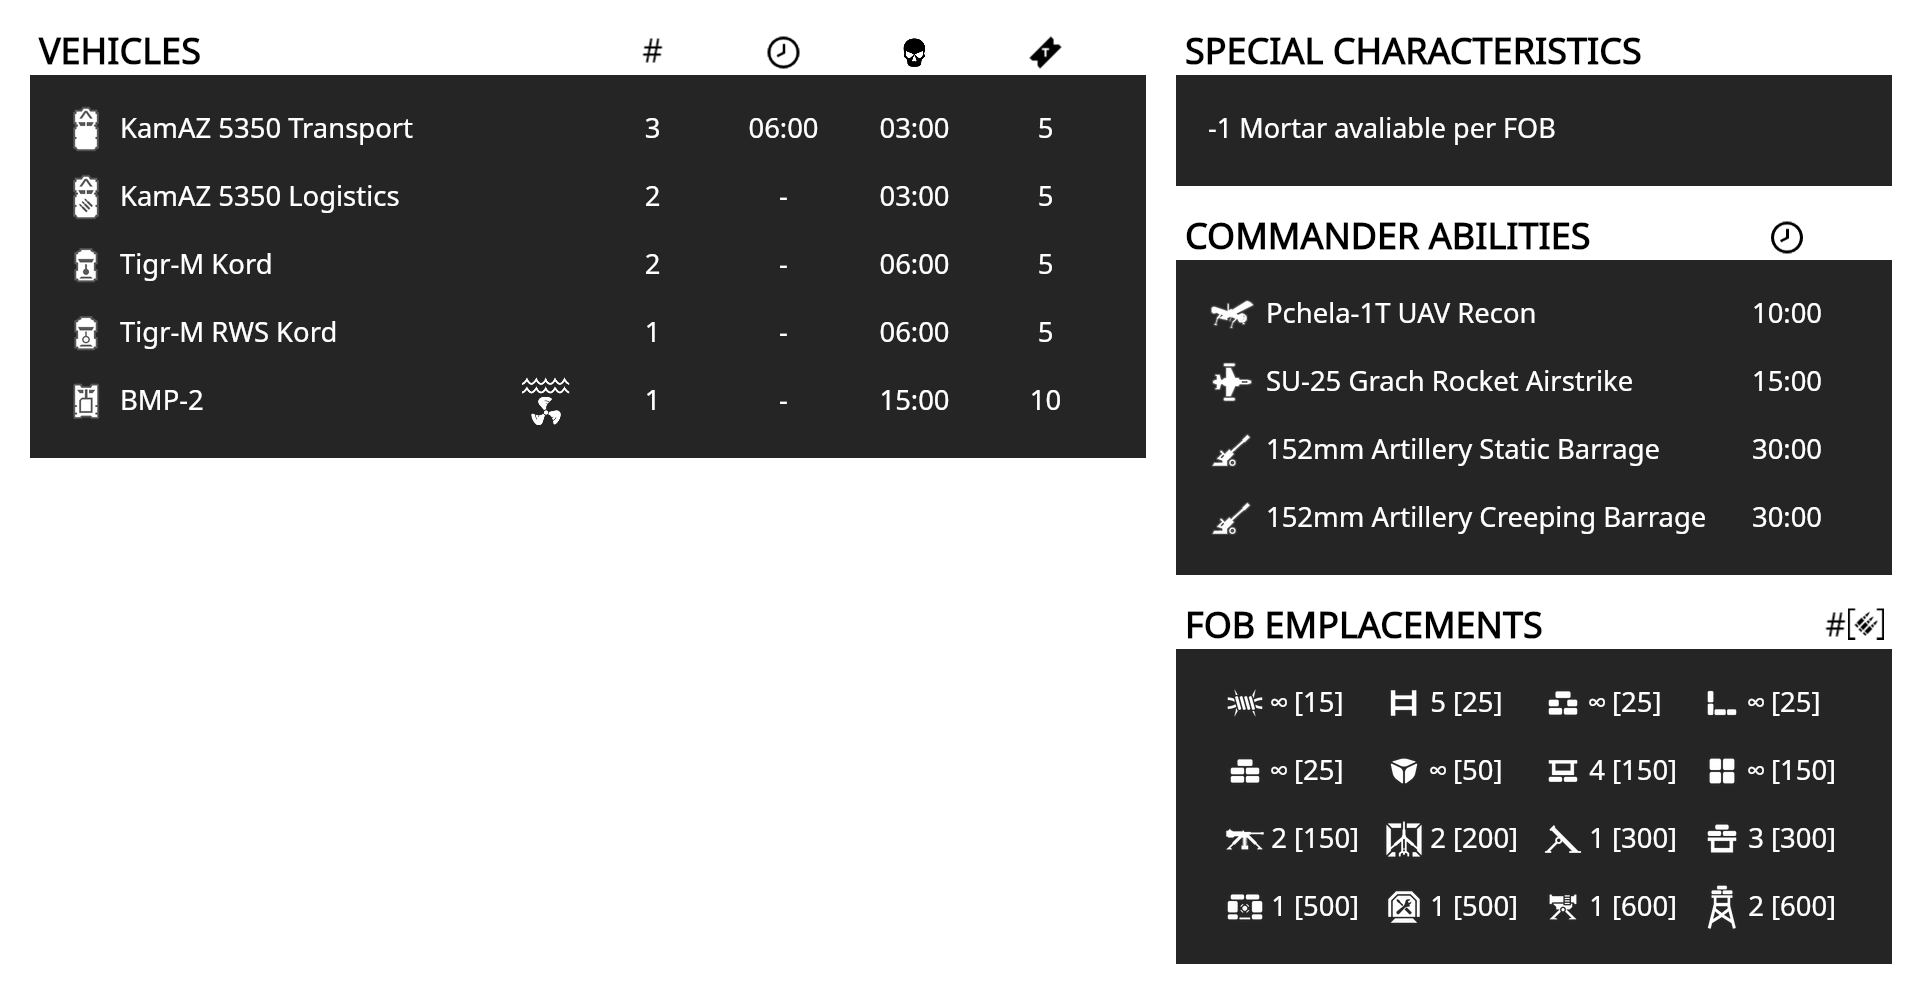 VEHICLES #
KamAZ 5350 Transport 3 06:00 03:00 5
KamAZ 5350 Logistics 2 - 03:00 5
Tigr-M Kord 2 - 06:00 5
Tigr-M RWS Kord 1 - 06:00 5
BMP-2 1 - 15:00 10
SPECIAL CHARACTERISTICS
-1 Mortar avaliable per FOB
COMMANDER ABILITIES
Pchela-1T UAV Recon 10:00
SU-25 Grach Rocket Airstrike 15:00
152mm Artillery Static Barrage 30:00
152mm Artillery Creeping Barrage 30:00
FOB EMPLACEMENTS #[]
∞ [15] 5 [25] ∞ [25] ∞ [25]
∞ [25] ∞ [50] 4 [150] ∞ [150]
2 [150] 2 [200] 1 [300] 3 [300]
1 [500] 1 [500] 1 [600] 2 [600]